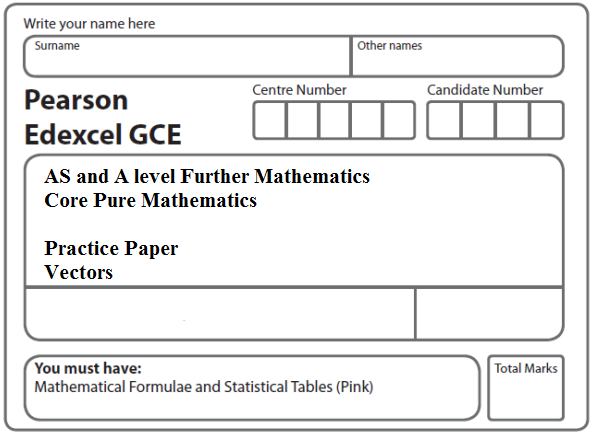 Write your name here
Surname
Other names
Pearson
Edexcel GCE
Centre Number
Candidate Number
AS and A level Further Mathematics
Core Pure Mathematics
Practice Paper
Vectors
You must have:
Mathematical Formulae and Statistical Tables (Pink)
Total Marks